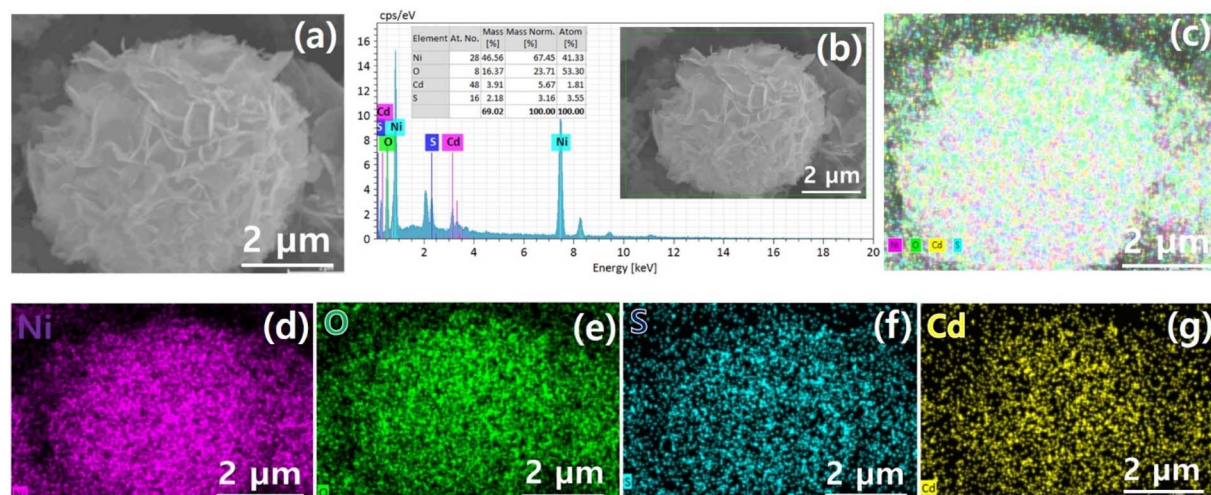 (a)
2 μm
cps/eV
Element At. No. Mass [%] Mass Norm. [%] Atom [%]
Ni 28 46.56 67.45 41.33
O 8 16.37 23.71 53.30
Cd 48 3.91 5.67 1.81
S 16 2.18 3.16 3.55
69.02 100.00 100.00
16
14
12
10
8
6
4
2
0
Cd
S Ni
O
S Cd
Ni
2 4 6 8 10 12 14 16 18 20
Energy [keV]
(b)
2 μm
(c)
Ni O Cd S
2 μm
Ni (d)
2 μm
O (e)
O
2 μm
S (f)
S
2 μm
Cd (g)
Cd
2 μm